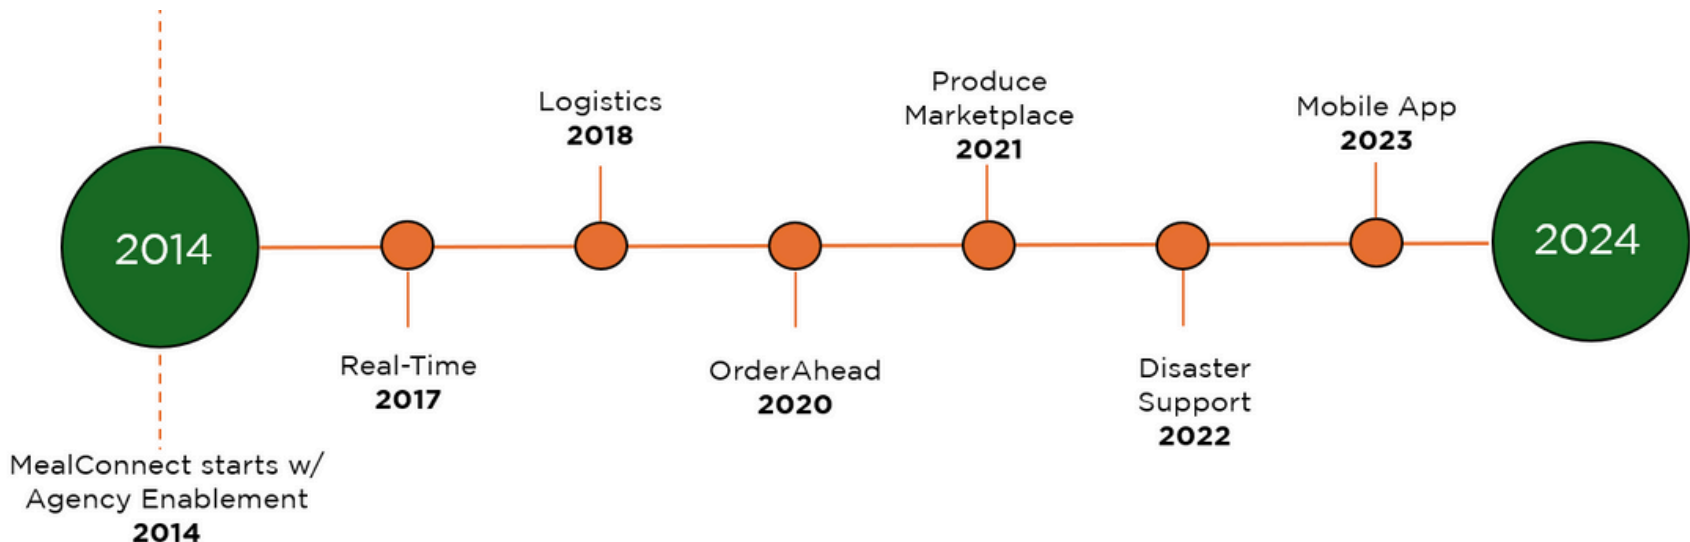 2014
MealConnect starts w/
Agency Enablement
2014
Real-Time
2017
Logistics
2018
OrderAhead
2020
Produce
Marketplace
2021
Disaster
Support
2022
Mobile App
2023
2024